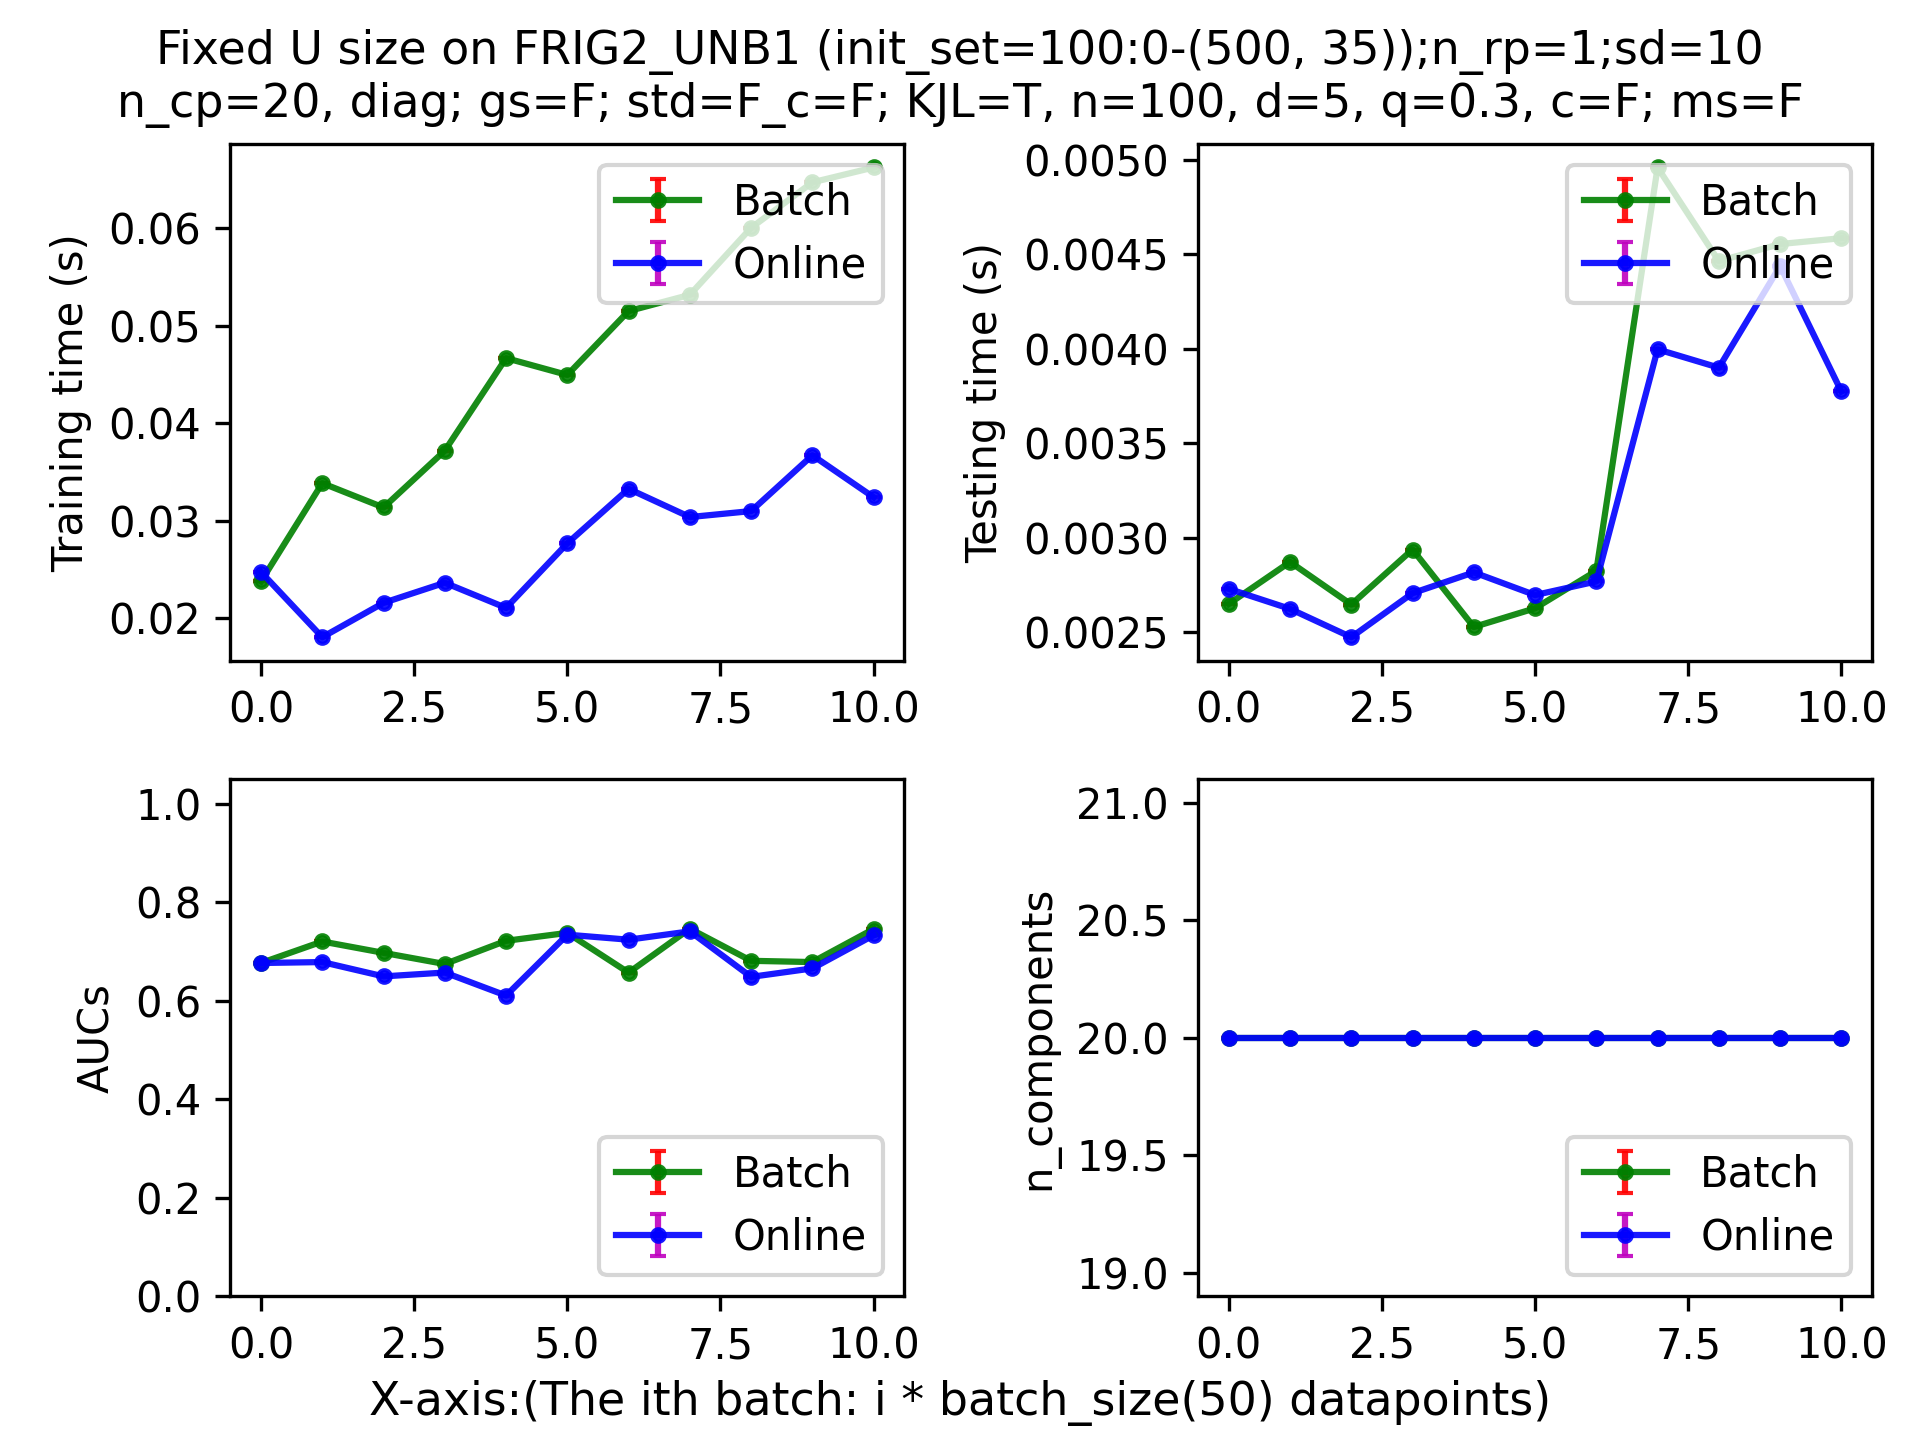 Fixed U size on FRIG2_UNB1 (init_set=100:0-(500, 35));n_rp=1;sd=10
n_cp=20, diag; gs=F; std=F_c=F; KJL=T, n=100, d=5, q=0.3, c=F; ms=F
Training time (s)
0.06
0.05
0.04
0.03
0.02
0.0 2.5 5.0 7.5 10.0
Batch
Online
Testing time (s)
0.0050
0.0045
0.0040
0.0035
0.0030
0.0025
0.0 2.5 5.0 7.5 10.0
Batch
Online
AUCs
1.0
0.8
0.6
0.4
0.2
0.0
0.0 2.5 5.0 7.5 10.0
Batch
Online
n_components
21.0
20.5
20.0
19.5
19.0
0.0 2.5 5.0 7.5 10.0
Batch
Online
X-axis:(The ith batch: i * batch_size(50) datapoints)